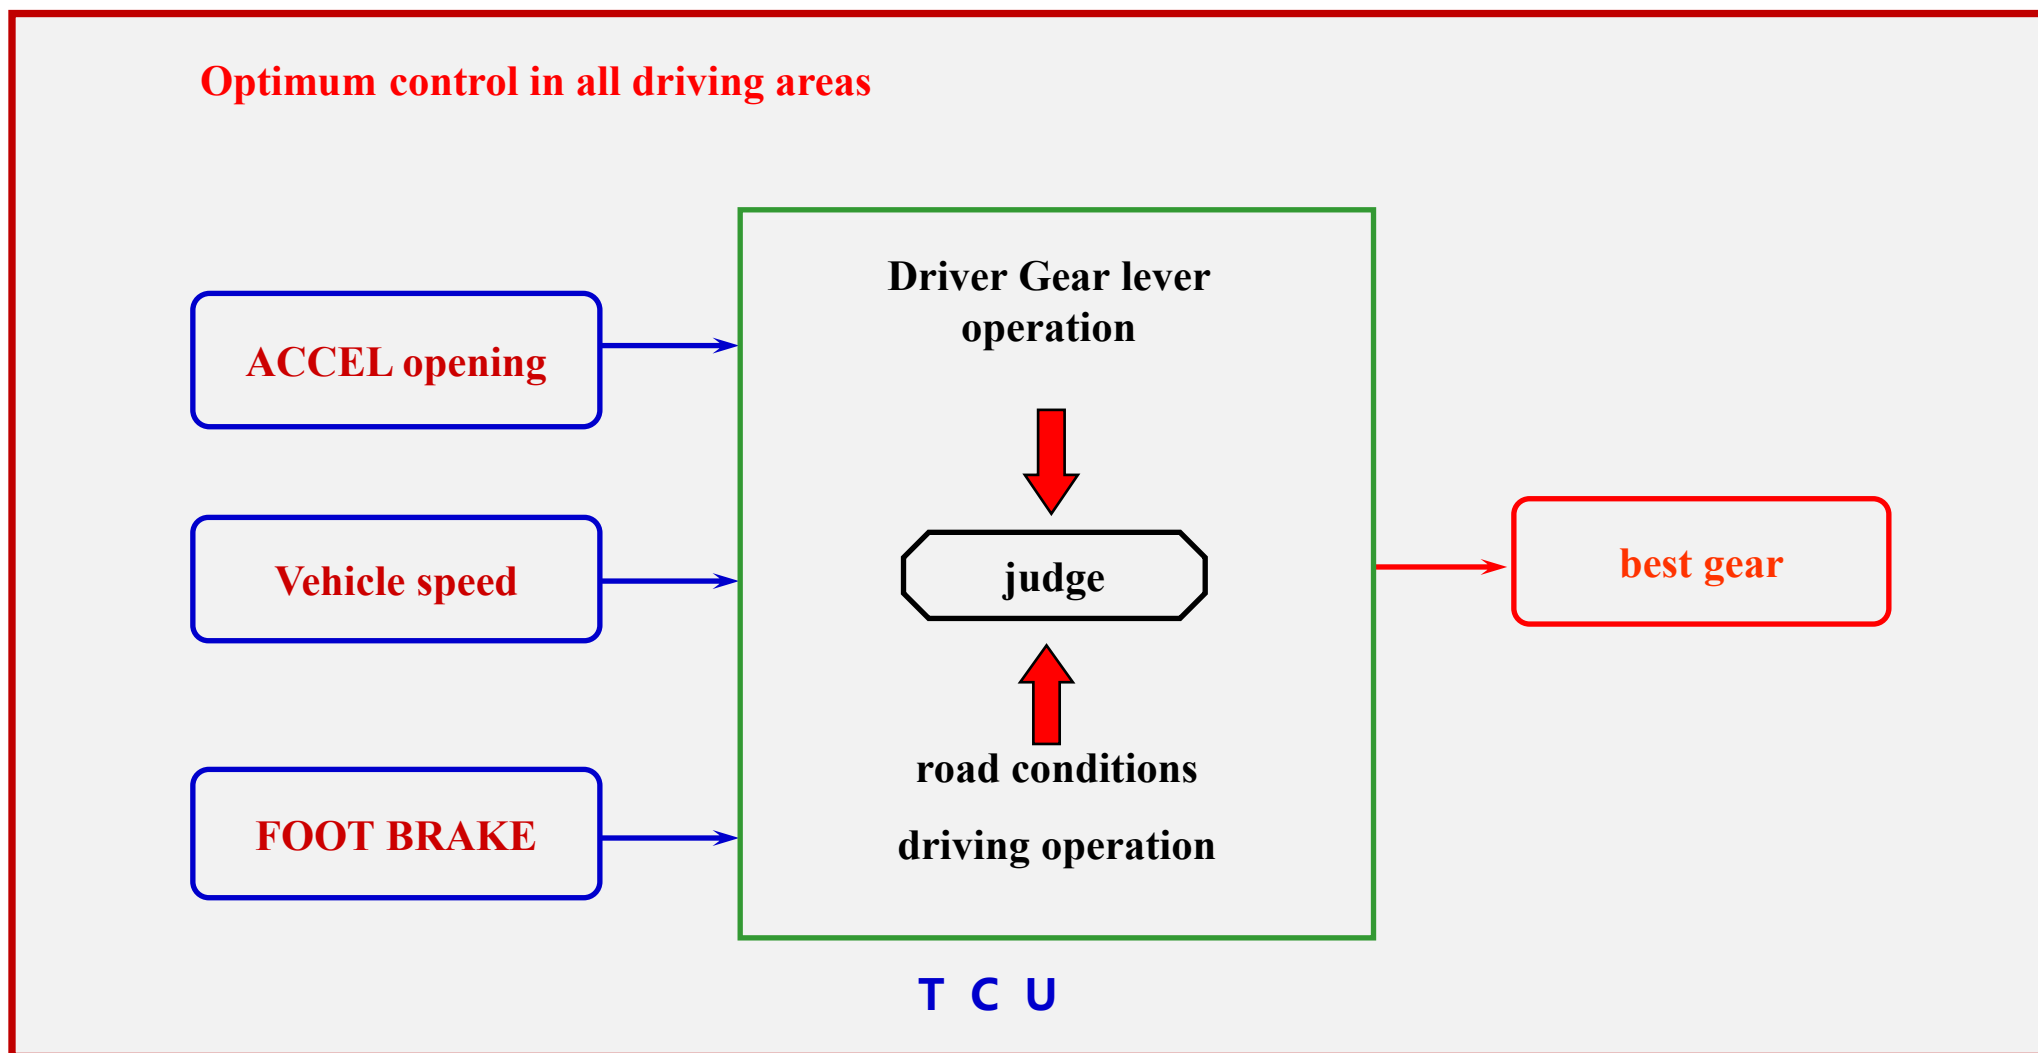 Optimum control in all driving areas
Driver Gear lever
operation
ACCEL opening
Vehicle speed
judge
best gear
road conditions
FOOT BRAKE
driving operation
T C U